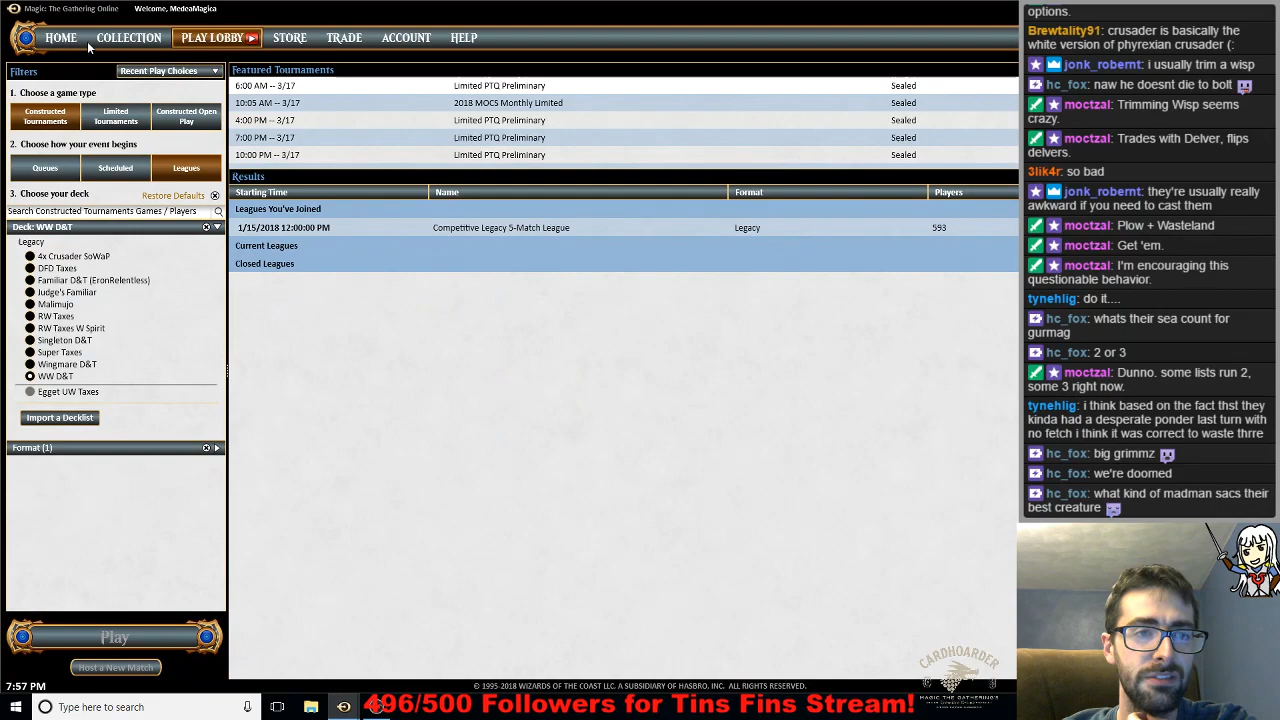 Magic: The Gathering Online
Welcome, MedeaMagica
HOME COLLECTION PLAY LOBBY STORE TRADE ACCOUNT HELP
Filters
Recent Play Choices
1. Choose a game type
Constructed Tournaments
Limited Tournaments
Constructed Open Play
2. Choose how your event begins
Queues
Scheduled
Leagues
3. Choose your deck
Restore Defaults
Search Constructed Tournaments Games / Players
Deck: WW D&T
Legacy
4x Crusader SoWaP
DFD Taxes
Familiar D&T (EronRelentless)
Judge's Familiar
Malimujo
RW Taxes
RW Taxes W Spirit
Singleton D&T
Super Taxes
Wingmare D&T
WW D&T
Egget UW Taxes
Import a Decklist
Format (1)
Play
Host a New Match
7:57 PM
Featured Tournaments
6:00 AM -- 3/17 Limited PTQ Preliminary Sealed
10:05 AM -- 3/17 2018 MOCS Monthly Limited Sealed
4:00 PM -- 3/17 Limited PTQ Preliminary Sealed
7:00 PM -- 3/17 Limited PTQ Preliminary Sealed
10:00 PM -- 3/17 Limited PTQ Preliminary Sealed
Results
Starting Time Name Format Players
Leagues You've Joined
1/15/2018 12:00:00 PM Competitive Legacy 5-Match League Legacy 593
Current Leagues
Closed Leagues
CARDHOARDER
MAGIC THE GATHERING'S
© 1995-2018 WIZARDS OF THE COAST LLC, A SUBSIDIARY OF HASBRO, INC. ALL RIGHTS RESERVED.
Type here to search
496/500 Followers for Tins Fins Stream!
options.
Brewtality91: crusader is basically the
white version of phyrexian crusader (:
jonk_robernt: i usually trim a wisp
hc_fox: naw he doesnt die to bolt
moctzal: Trimming Wisp seems
crazy.
moctzal: Trades with Delver, flips
delvers.
3lik4r: so bad
jonk_robernt: they're usually really
awkward if you need to cast them
moctzal: Plow + Wasteland
moctzal: Get 'em.
moctzal: I'm encouraging this
questionable behavior.
tynehlig: do it....
hc_fox: whats their sea count for
gurmag
hc_fox: 2 or 3
moctzal: Dunno. some lists run 2,
some 3 right now.
tynehlig: i think based on the fact thst they
kinda had a desperate ponder last turn with
no fetch i think it was correct to waste thrre
hc_fox: big grimmz
hc_fox: we're doomed
hc_fox: what kind of madman sacs their
best creature